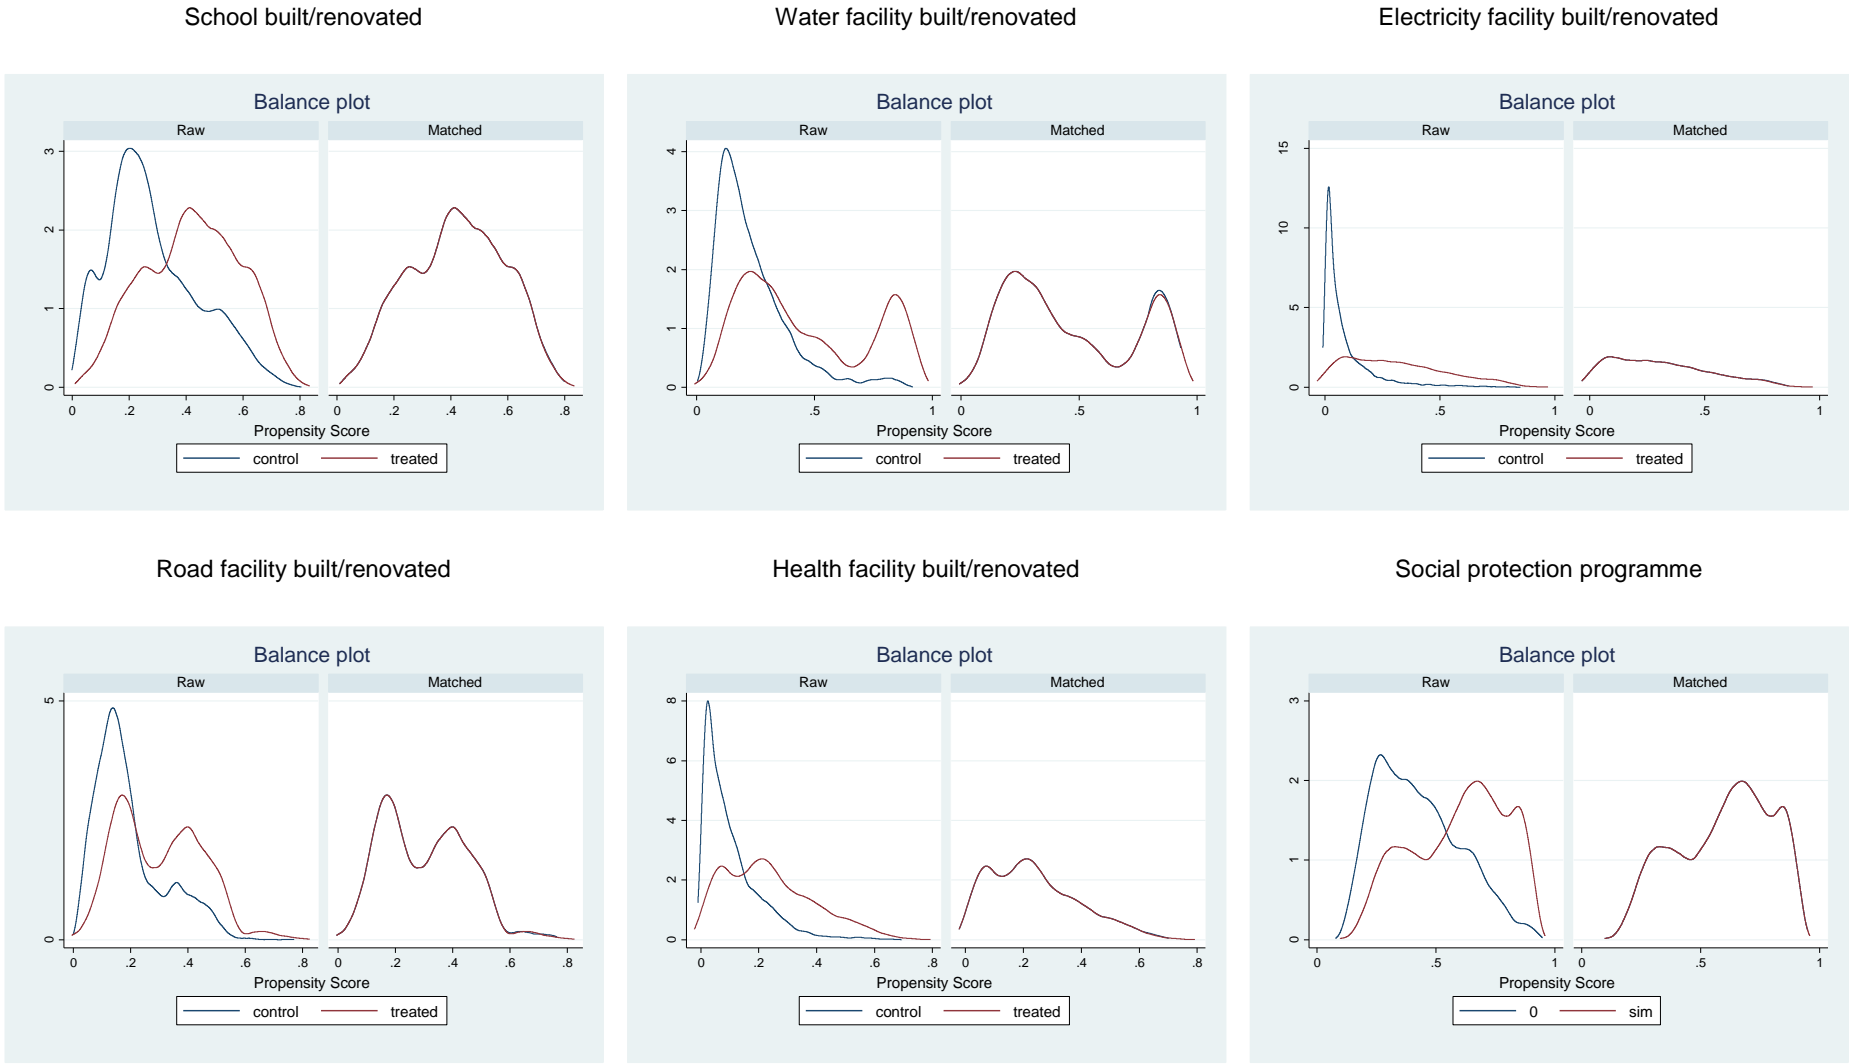 School built/renovated
Water facility built/renovated
Electricity facility built/renovated
Balance plot
Raw
Matched
3
2
1
0
0 .2 .4 .6 .8
0 .2 .4 .6 .8
Propensity Score
control treated
Balance plot
Raw
Matched
4
3
2
1
0
0 .5 1
0 .5 1
Propensity Score
control treated
Balance plot
Raw
Matched
15
10
5
0
0 .5 1
0 .5 1
Propensity Score
control treated
Road facility built/renovated
Health facility built/renovated
Social protection programme
Balance plot
Raw
Matched
5
0
0 .2 .4 .6 .8
0 .2 .4 .6 .8
Propensity Score
control treated
Balance plot
Raw
Matched
8
6
4
2
0
0 .2 .4 .6 .8
0 .2 .4 .6 .8
Propensity Score
control treated
Balance plot
Raw
Matched
3
2
1
0
0 .5 1
0 .5 1
Propensity Score
0 sim